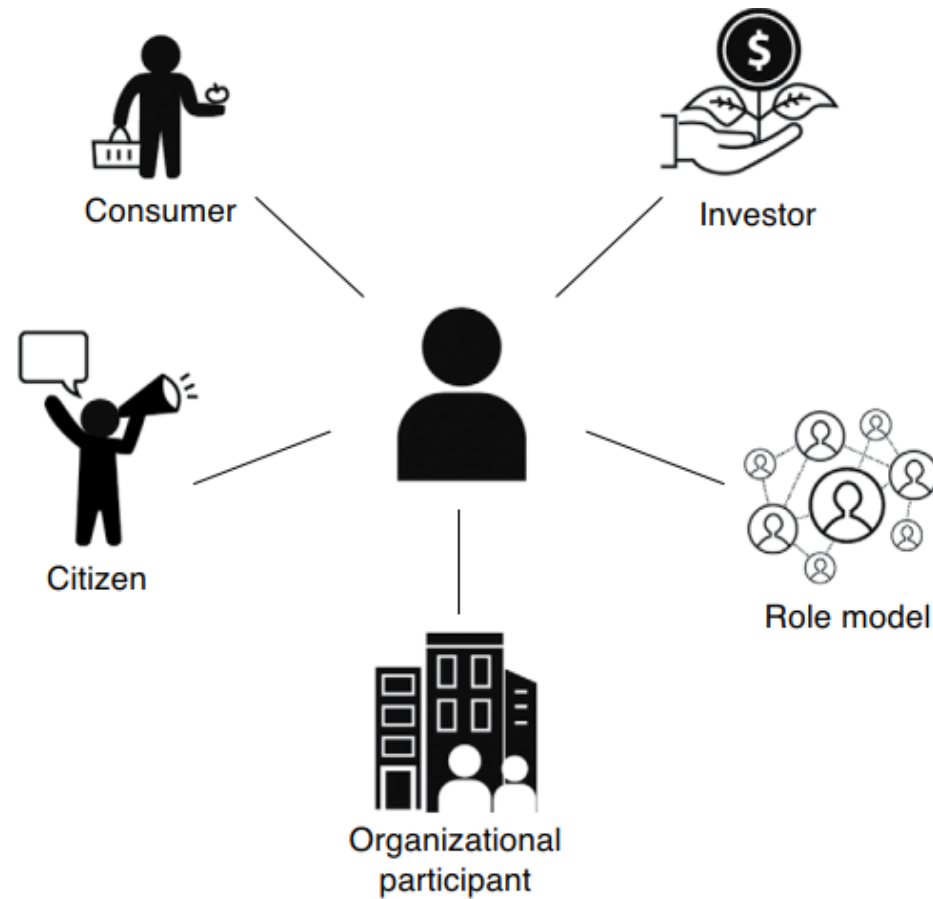 $
Consumer
Investor
Citizen
Role model
Organizational
participant